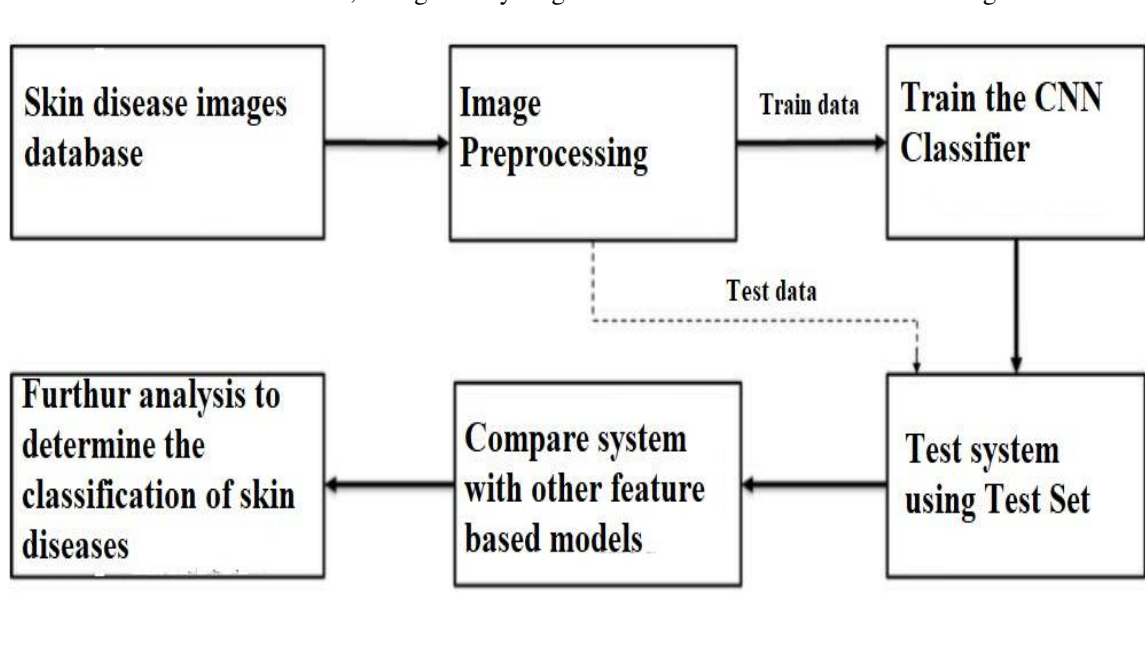 Skin disease images
database
Image
Preprocessing
Train data
Train the CNN
Classifier
Test data
Furthur analysis to
determine the
classification of skin
diseases
Compare system
with other feature
based models
Test system
using Test Set